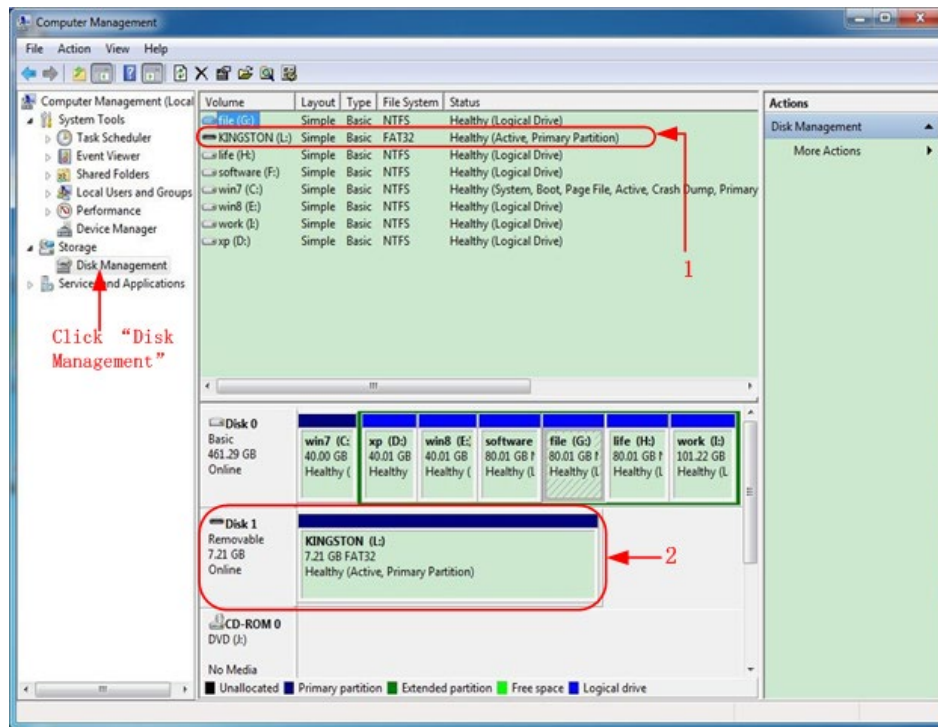 Computer Management
File Action View Help
Computer Management (Local
System Tools
Task Scheduler
Event Viewer
Shared Folders
Local Users and Groups
Performance
Device Manager
Storage
Disk Management
Services and Applications
Click “Disk
Management”
Volume Layout Type File System Status
file (G:) Simple Basic NTFS Healthy (Logical Drive)
KINGSTON (L:) Simple Basic FAT32 Healthy (Active, Primary Partition)
life (H:) Simple Basic NTFS Healthy (Logical Drive)
software (F:) Simple Basic NTFS Healthy (Logical Drive)
win7 (C:) Simple Basic NTFS Healthy (System, Boot, Page File, Active, Crash Dump, Primary
win8 (E:) Simple Basic NTFS Healthy (Logical Drive)
work (I:) Simple Basic NTFS Healthy (Logical Drive)
xp (D:) Simple Basic NTFS Healthy (Logical Drive)
1
Disk 0
Basic
461.29 GB
Online
win7 (C:
40.00 GB
Healthy (
xp (D:)
40.01 GB
Healthy
win8 (E:
40.01 GB
Healthy (
software
80.01 GB
Healthy (L
file (G:)
80.01 GB
Healthy (L
life (H:)
80.01 GB
Healthy (L
work (I:)
101.22 GB
Healthy (L
Disk 1
Removable
7.21 GB
Online
KINGSTON (L:)
7.21 GB FAT32
Healthy (Active, Primary Partition)
2
CD-ROM 0
DVD (J:)
No Media
Unallocated Primary partition Extended partition Free space Logical drive
Actions
Disk Management
More Actions